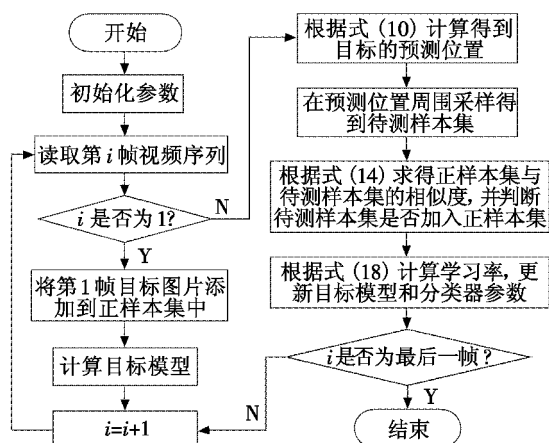 开始
初始化参数
读取第i帧视频序列
i是否为1?
N
Y
将第1帧目标图片添
加到正样本集中
计算目标模型
i=i+1
根据式(10)计算得到
目标的预测位置
在预测位置周围采样得
到待测样本集
根据式(14)求得正样本集与
待测样本集的相似度,并判断
待测样本集是否加入正样本集
根据式(18)计算学习率,更
新目标模型和分类器参数
i是否为最后一帧?
N
Y
结束